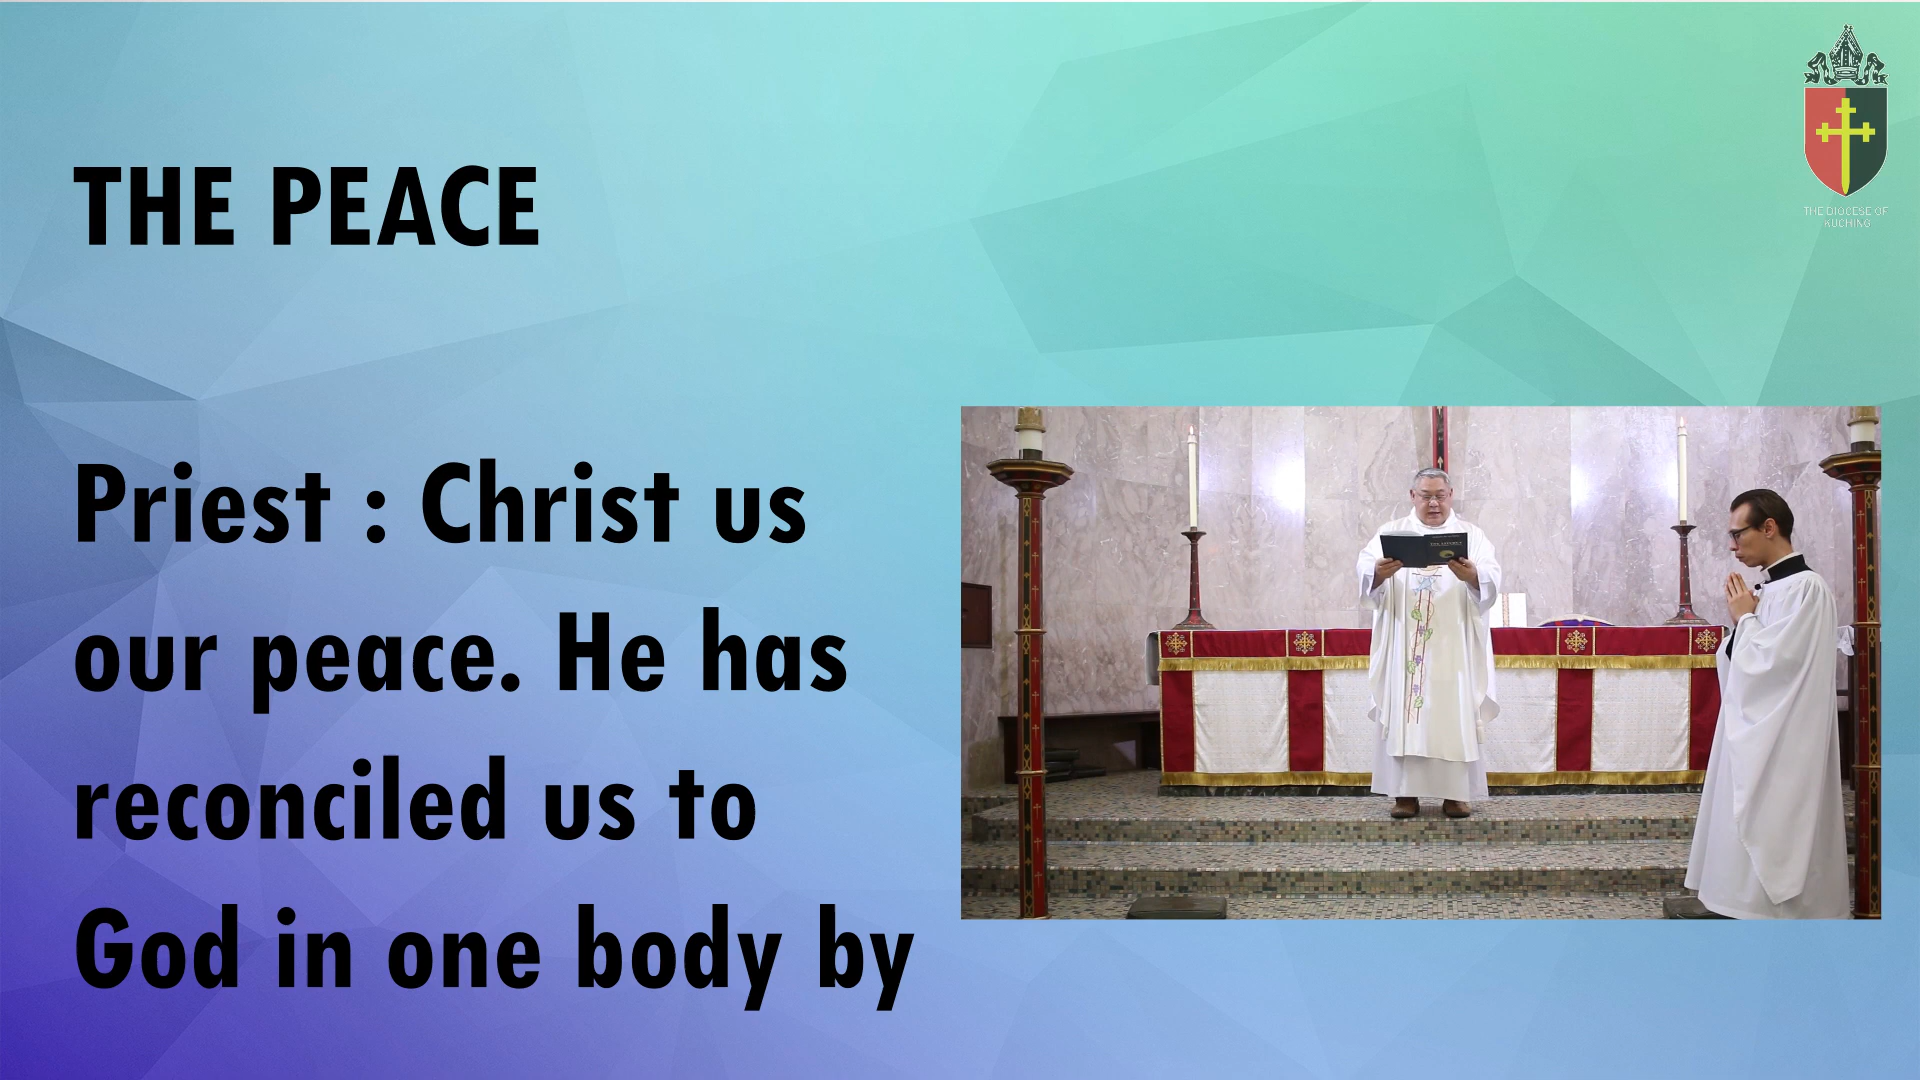 THE PEACE
THE DIOCESE OF
KUCHING
Priest : Christ us
our peace. He has
reconciled us to
God in one body by